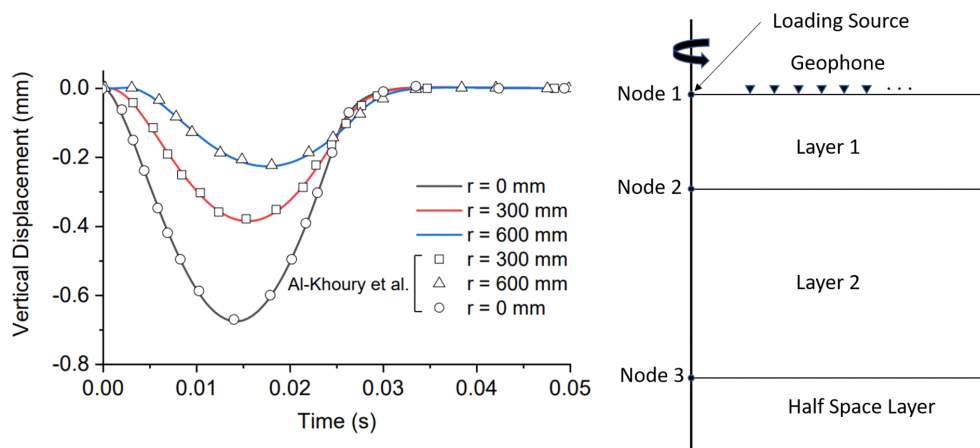 0.0
-0.2
-0.4
-0.6
-0.8
Vertical Displacement (mm)
0.00
0.01
0.02
0.03
0.04
0.05
Time (s)
r = 0 mm
r = 300 mm
r = 600 mm
Al-Khoury et al.
r = 300 mm
r = 600 mm
r = 0 mm
Loading Source
Geophone
Node 1
. . .
Layer 1
Node 2
Layer 2
Node 3
Half Space Layer